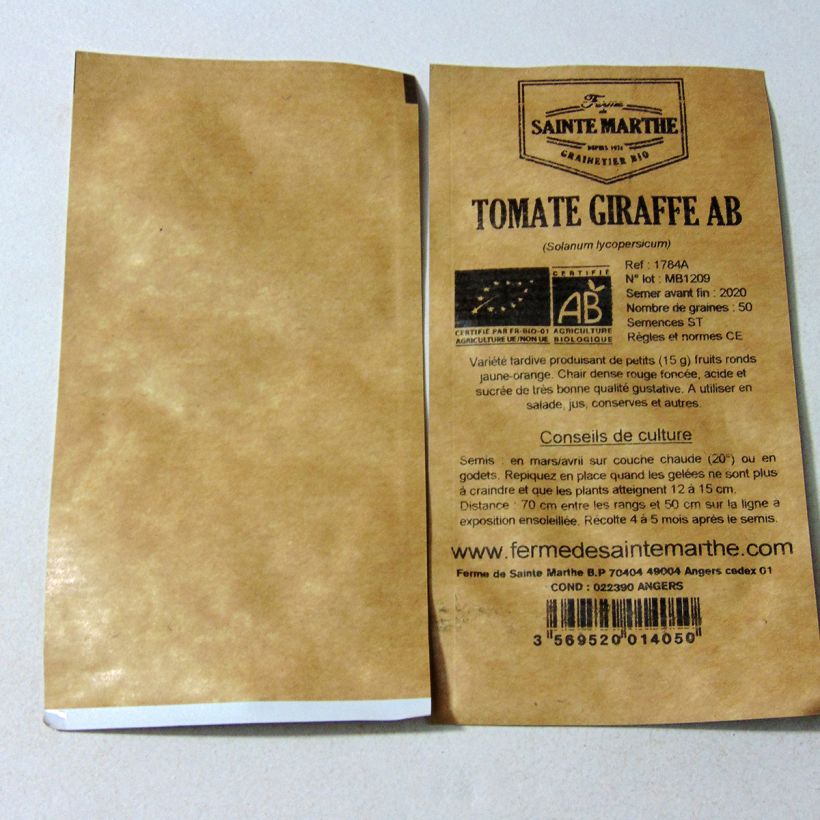 Ferme
de
SAINTE MARTHE
DEPUIS 1974
GRAINETIER BIO
TOMATE GIRAFFE AB
(Solanum lycopersicum)
Ref : 1784A
N° lot : MB1209
Semer avant fin : 2020
Nombre de graines : 50
Semences ST
Règles et normes CE
CERTIFIÉ
AB
CERTIFIÉ PAR FR-BIO-01
AGRICULTURE UE/NON UE
AGRICULTURE
BIOLOGIQUE
Variété tardive produisant de petits (15 g) fruits ronds
jaune-orange. Chair dense rouge foncée, acide et
sucrée de très bonne qualité gustative. A utiliser en
salade, jus, conserves et autres.
Conseils de culture
Semis : en mars/avril sur couche chaude (20°) ou en
godets. Repiquez en place quand les gelées ne sont plus
à craindre et que les plants atteignent 12 à 15 cm.
Distance : 70 cm entre les rangs et 50 cm sur la ligne à
exposition ensoleillée. Récolte 4 à 5 mois après le semis.
www.fermedesaintemarthe.com
Ferme de Sainte Marthe B.P 70404 49004 Angers cedex 01
COND : 022390 ANGERS
3 569520 014050